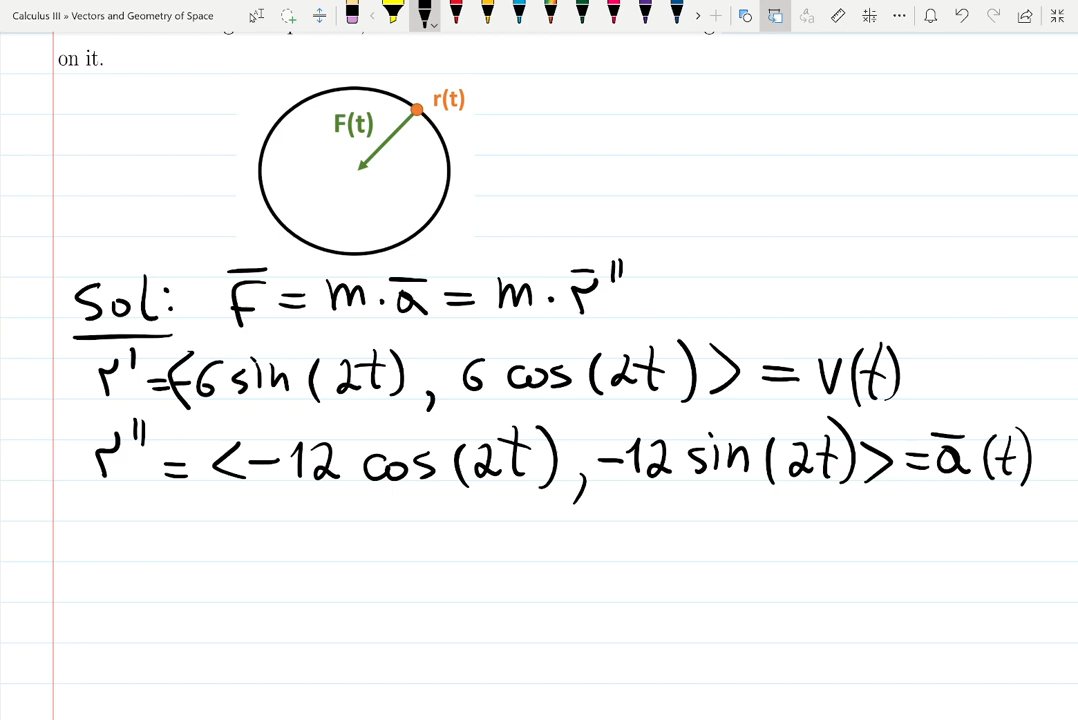 Calculus III » Vectors and Geometry of Space
on it.
r(t)
F(t)
Sol: F̅ = m · a̅ = m · r̅''
r' = <-6 sin(2t), 6 cos(2t)> = v(t)
r'' = <-12 cos(2t), -12 sin(2t)> = a̅(t)